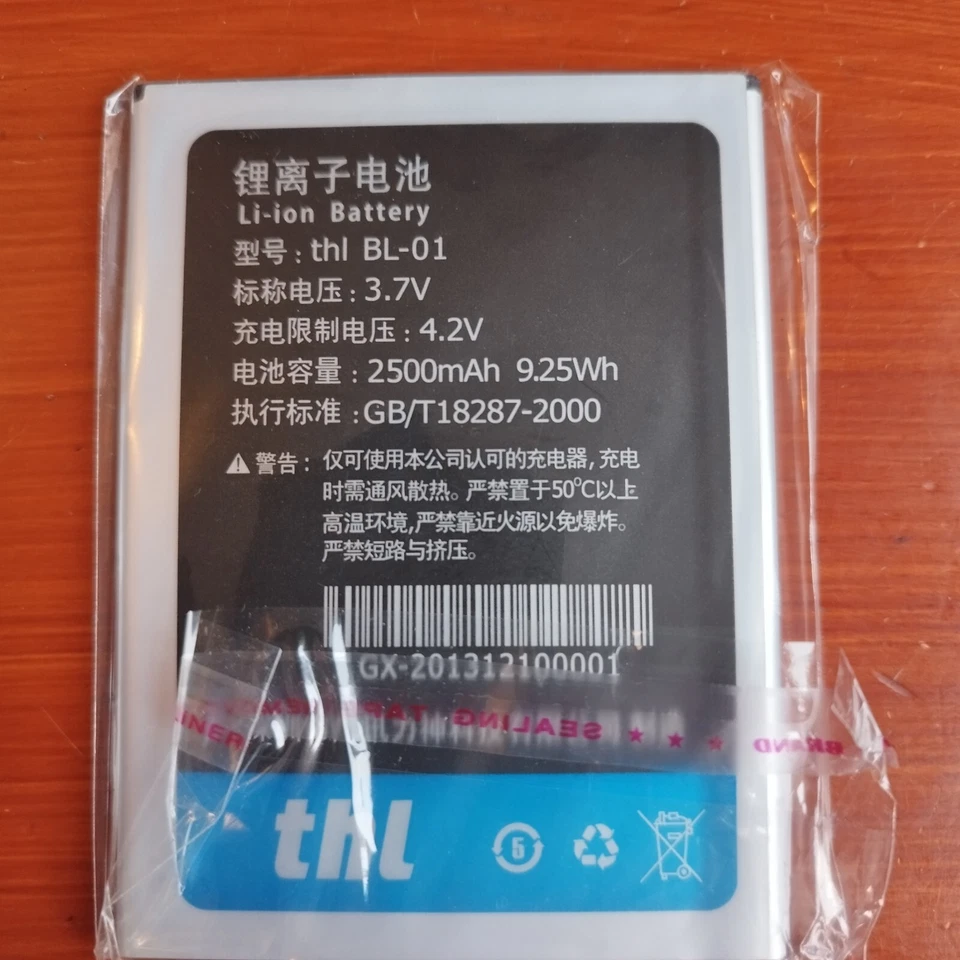 锂离子电池
Li-ion Battery
型号：thl BL-01
标称电压：3.7V
充电限制电压：4.2V
电池容量：2500mAh 9.25Wh
执行标准：GB/T18287-2000
警告：仅可使用本公司认可的充电器，充电
时需通风散热。严禁置于50℃以上
高温环境，严禁靠近火源以免爆炸。
严禁短路与挤压。
GX-201312100001
SEALING TAPE
BRAND
thl
5